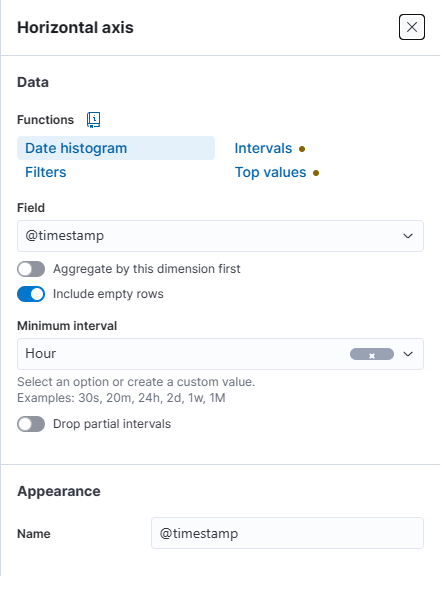 Horizontal axis
Data
Functions
Date histogram
Intervals
Filters
Top values
Field
@timestamp
Aggregate by this dimension first
Include empty rows
Minimum interval
Hour
Select an option or create a custom value.
Examples: 30s, 20m, 24h, 2d, 1w, 1M
Drop partial intervals
Appearance
Name
@timestamp